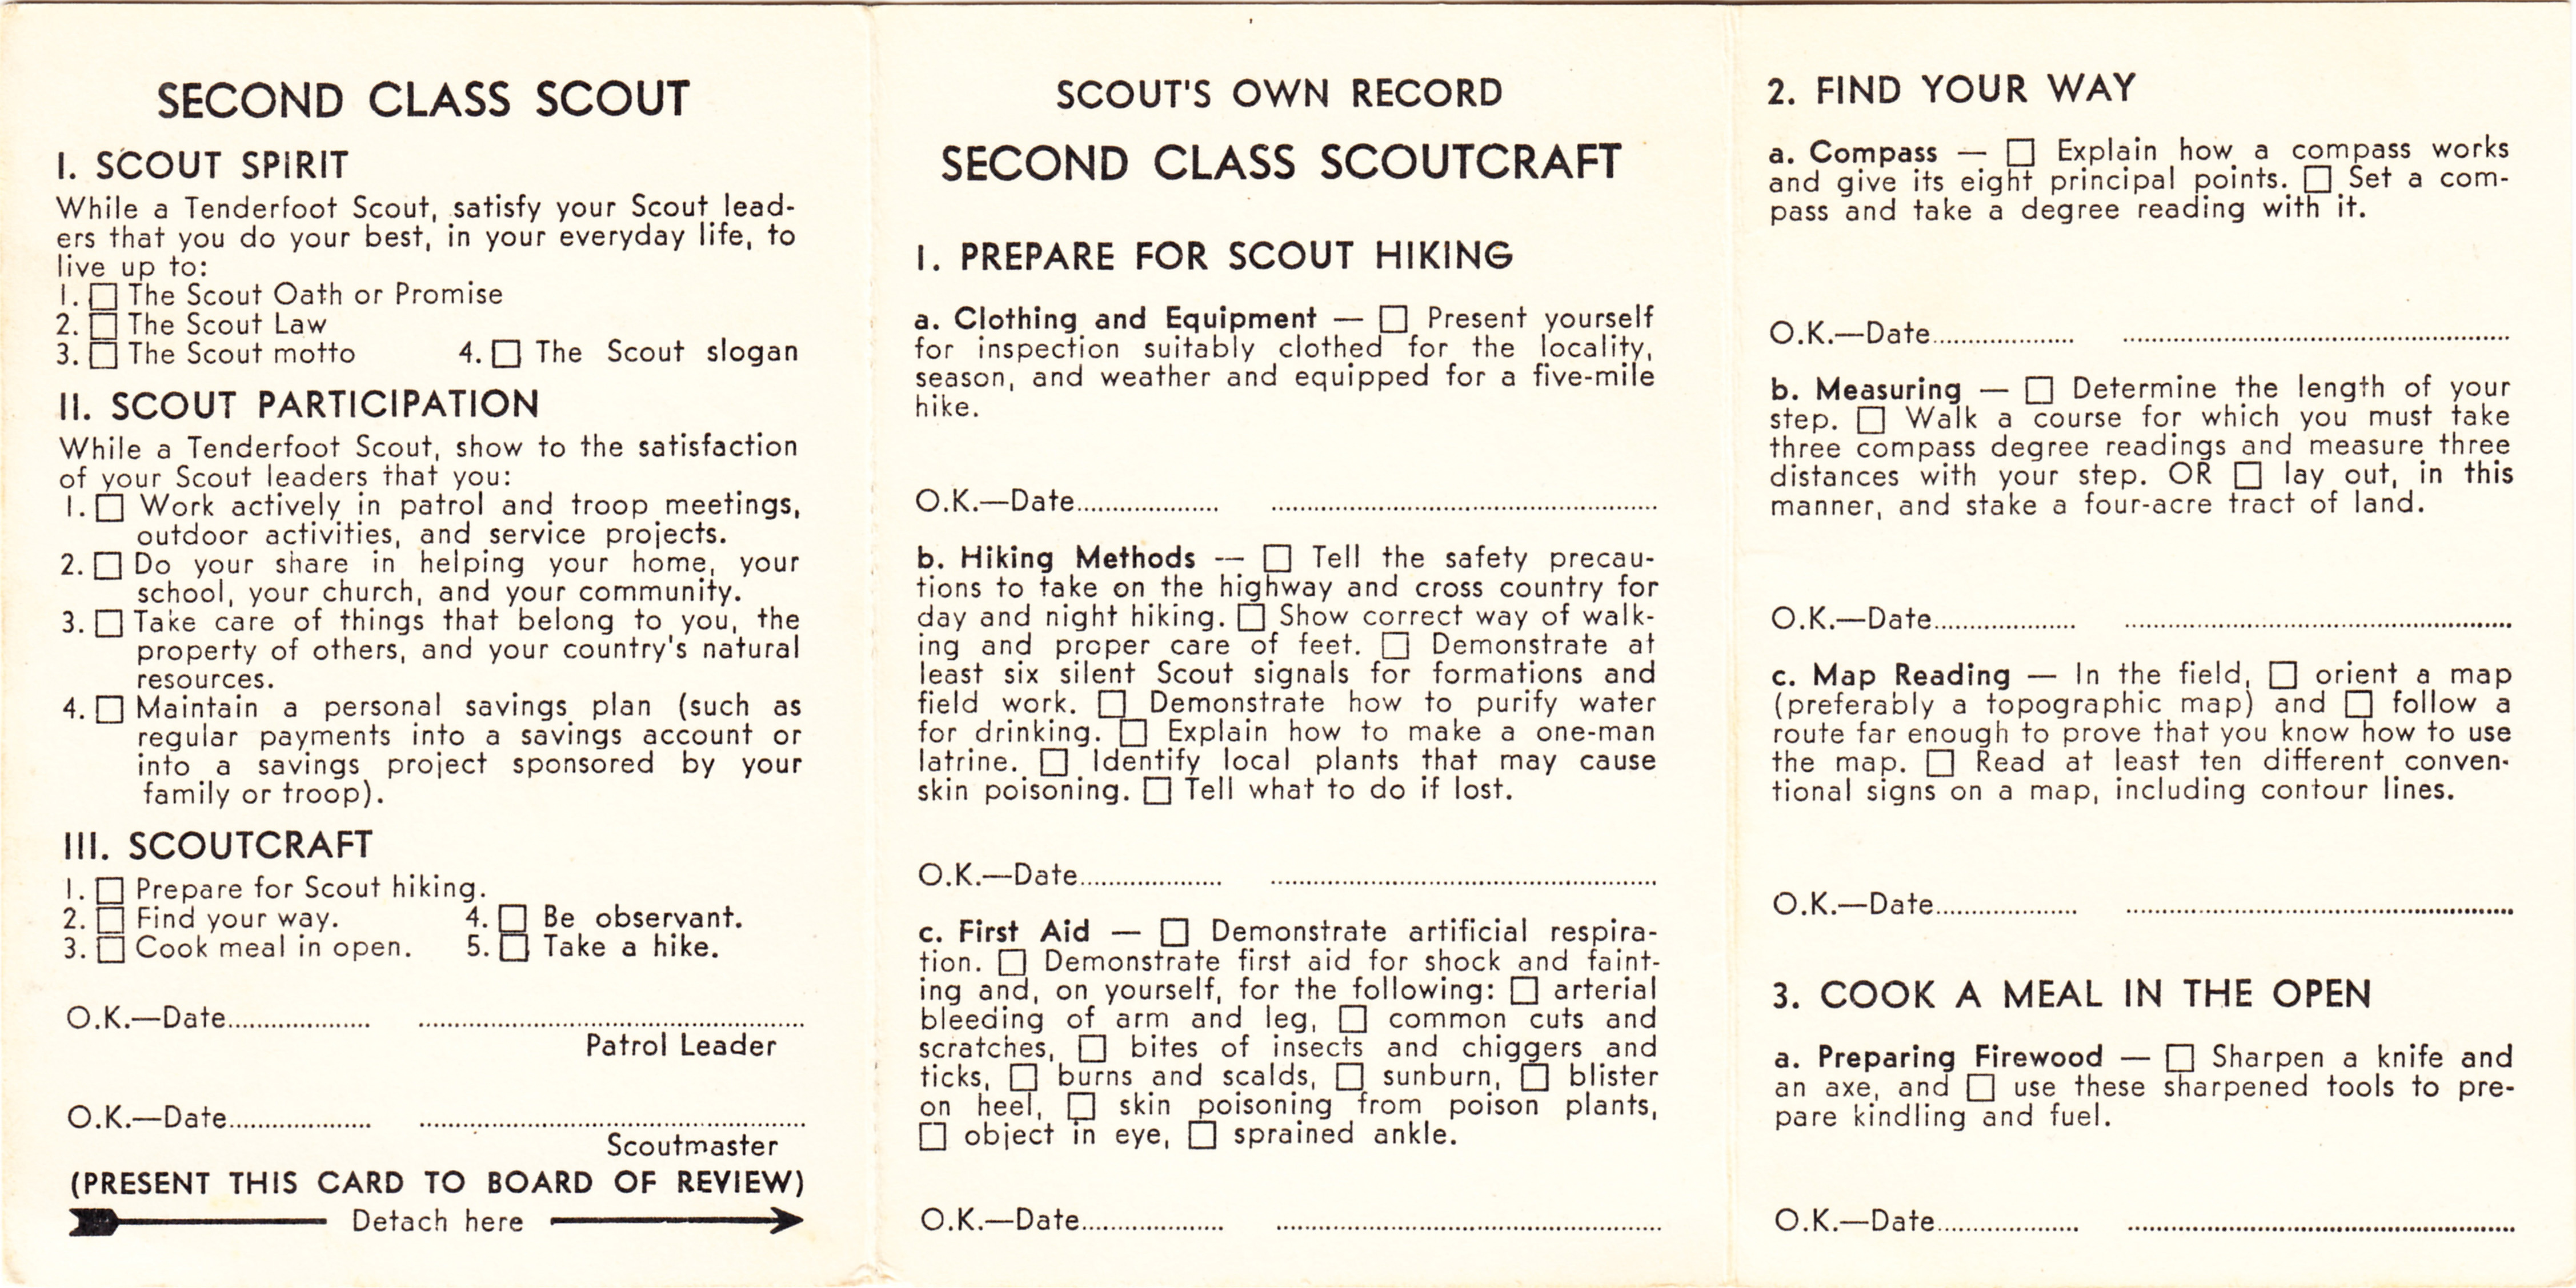 SECOND CLASS SCOUT
I. SCOUT SPIRIT
While a Tenderfoot Scout, satisfy your Scout lead-
ers that you do your best, in your everyday life, to
live up to:
1. ☐ The Scout Oath or Promise
2. ☐ The Scout Law
3. ☐ The Scout motto 4. ☐ The Scout slogan
II. SCOUT PARTICIPATION
While a Tenderfoot Scout, show to the satisfaction
of your Scout leaders that you:
1. ☐ Work actively in patrol and troop meetings,
outdoor activities, and service projects.
2. ☐ Do your share in helping your home, your
school, your church, and your community.
3. ☐ Take care of things that belong to you, the
property of others, and your country's natural
resources.
4. ☐ Maintain a personal savings plan (such as
regular payments into a savings account or
into a savings project sponsored by your
family or troop).
III. SCOUTCRAFT
1. ☐ Prepare for Scout hiking.
2. ☐ Find your way. 4. ☐ Be observant.
3. ☐ Cook meal in open. 5. ☐ Take a hike.
O.K.—Date.................... ........................................
Patrol Leader
O.K.—Date.................... ........................................
Scoutmaster
(PRESENT THIS CARD TO BOARD OF REVIEW)
Detach here
SCOUT'S OWN RECORD
SECOND CLASS SCOUTCRAFT
I. PREPARE FOR SCOUT HIKING
a. Clothing and Equipment — ☐ Present yourself
for inspection suitably clothed for the locality,
season, and weather and equipped for a five-mile
hike.
O.K.—Date.................... ........................................
b. Hiking Methods — ☐ Tell the safety precau-
tions to take on the highway and cross country for
day and night hiking. ☐ Show correct way of walk-
ing and proper care of feet. ☐ Demonstrate at
least six silent Scout signals for formations and
field work. ☐ Demonstrate how to purify water
for drinking. ☐ Explain how to make a one-man
latrine. ☐ Identify local plants that may cause
skin poisoning. ☐ Tell what to do if lost.
O.K.—Date.................... ........................................
c. First Aid — ☐ Demonstrate artificial respira-
tion. ☐ Demonstrate first aid for shock and faint-
ing and, on yourself, for the following: ☐ arterial
bleeding of arm and leg, ☐ common cuts and
scratches, ☐ bites of insects and chiggers and
ticks, ☐ burns and scalds, ☐ sunburn, ☐ blister
on heel, ☐ skin poisoning from poison plants,
☐ object in eye, ☐ sprained ankle.
O.K.—Date.................... ........................................
2. FIND YOUR WAY
a. Compass — ☐ Explain how a compass works
and give its eight principal points. ☐ Set a com-
pass and take a degree reading with it.
O.K.—Date.................... ........................................
b. Measuring — ☐ Determine the length of your
step. ☐ Walk a course for which you must take
three compass degree readings and measure three
distances with your step. OR ☐ lay out, in this
manner, and stake a four-acre tract of land.
O.K.—Date.................... ........................................
c. Map Reading — In the field, ☐ orient a map
(preferably a topographic map) and ☐ follow a
route far enough to prove that you know how to use
the map. ☐ Read at least ten different conven-
tional signs on a map, including contour lines.
O.K.—Date.................... ........................................
3. COOK A MEAL IN THE OPEN
a. Preparing Firewood — ☐ Sharpen a knife and
an axe, and ☐ use these sharpened tools to pre-
pare kindling and fuel.
O.K.—Date.................... ........................................